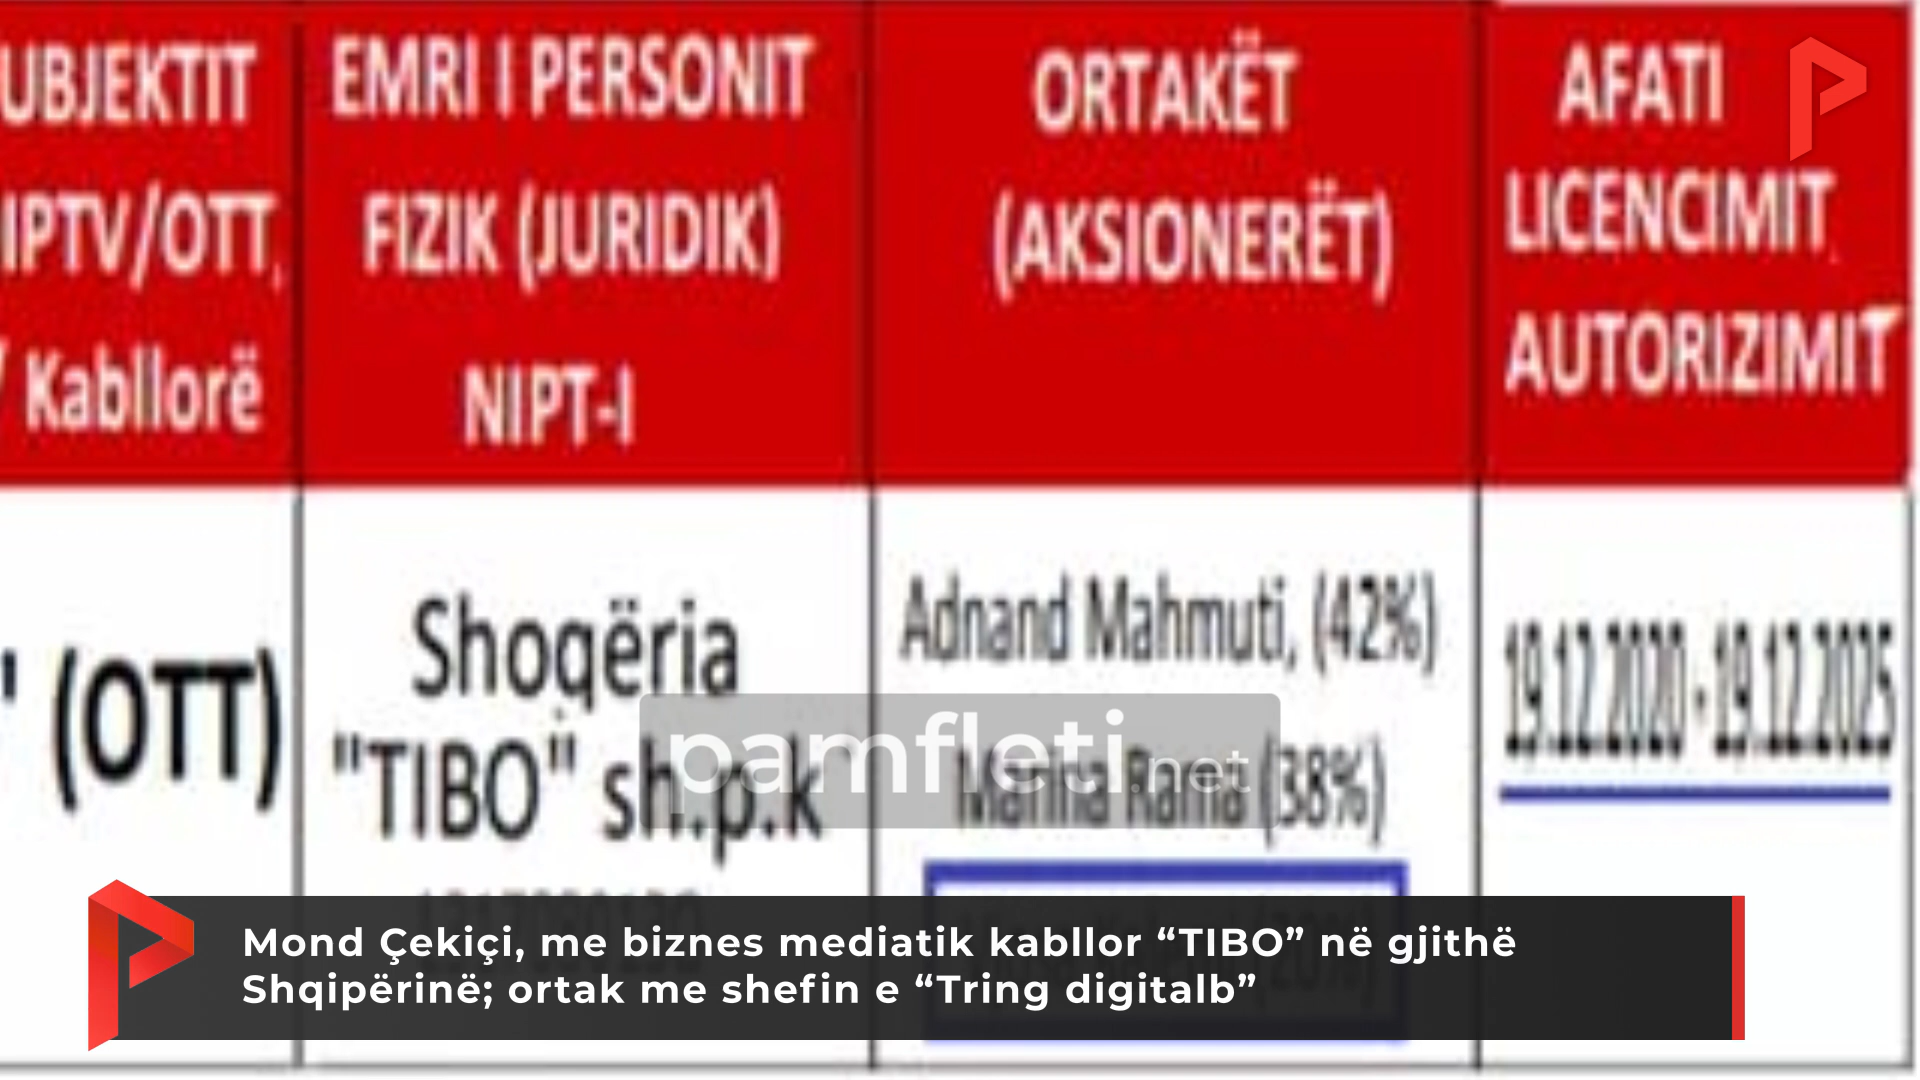 UBJEKTIT
IPTV/OTT,
/ Kabllorë
EMRI I PERSONIT
FIZIK (JURIDIK)
NIPT-I
ORTAKËT
(AKSIONERËT)
AFATI
LICENCIMIT
AUTORIZIMIT
" (OTT)
Shoqëria
"TIBO" sh.p.k
Adnand Mahmuti, (42%)
Marina Rama (38%)
19.12.2020 - 19.12.2025
pamfleti.net
Mond Çekiçi, me biznes mediatik kabllor “TIBO” në gjithë
Shqipërinë; ortak me shefin e “Tring digitalb”